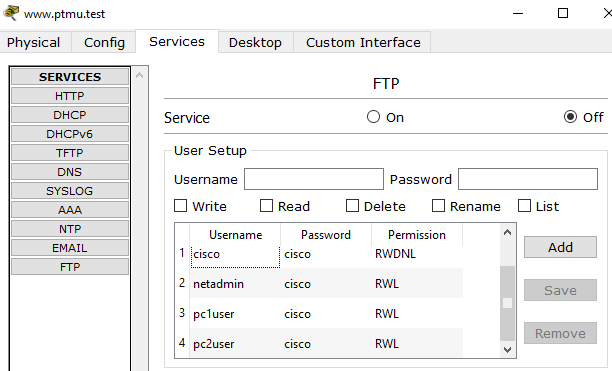 www.ptmu.test
Physical Config Services Desktop Custom Interface
SERVICES
HTTP
DHCP
DHCPv6
TFTP
DNS
SYSLOG
AAA
NTP
EMAIL
FTP
FTP
Service On Off
User Setup
Username Password
Write Read Delete Rename List
Username Password Permission
1 cisco cisco RWDNL
2 netadmin cisco RWL
3 pc1user cisco RWL
4 pc2user cisco RWL
Add
Save
Remove